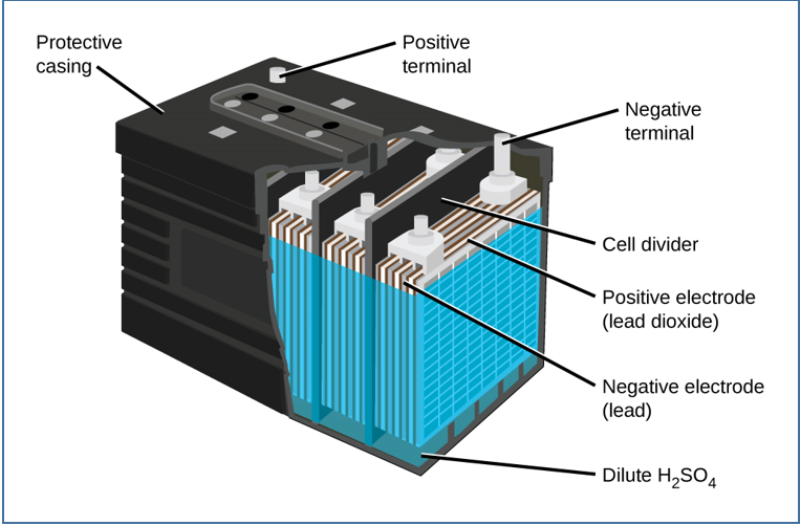 Protective
casing
Positive
terminal
Negative
terminal
Cell divider
Positive electrode
(lead dioxide)
Negative electrode
(lead)
Dilute H₂SO₄